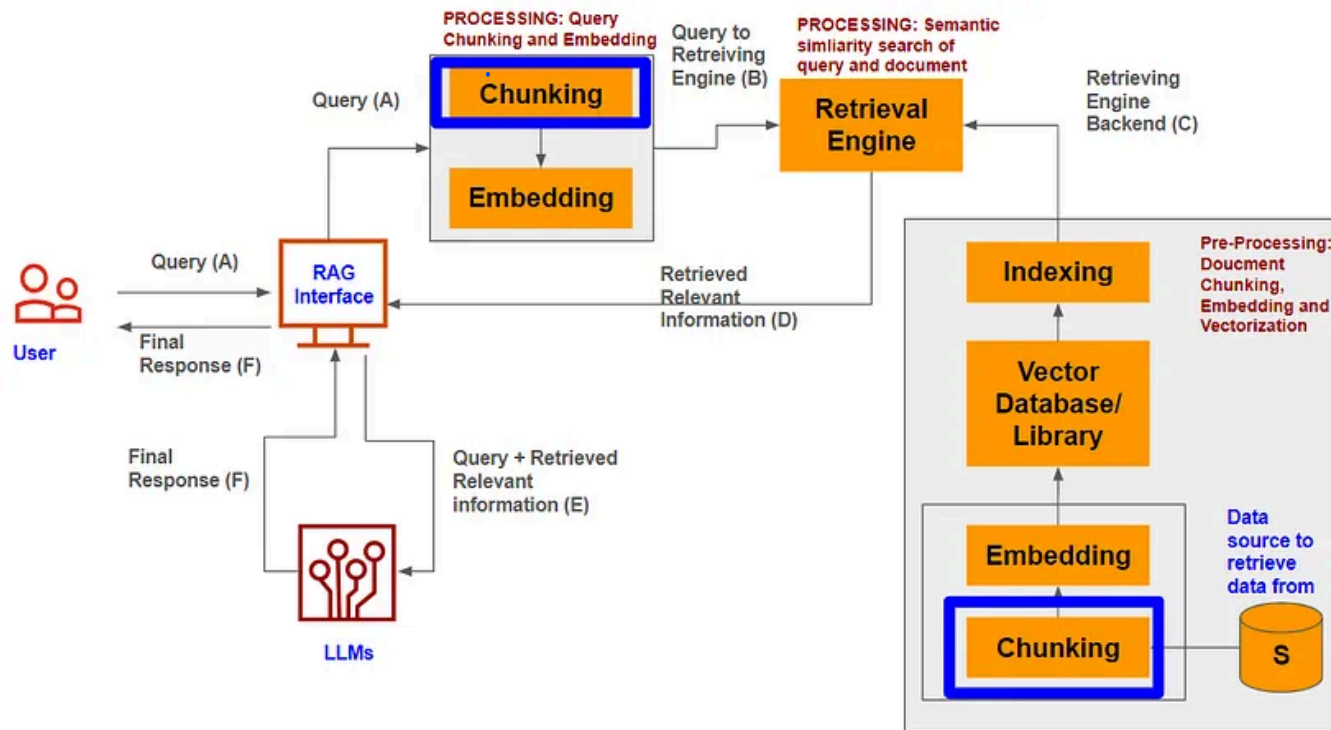 PROCESSING: Query
Chunking and Embedding
Chunking
Embedding
Query (A)
Query to
Retreiving
Engine (B)
PROCESSING: Semantic
simliarity search of
query and document
Retrieval
Engine
Retrieving
Engine
Backend (C)
Query (A)
RAG
Interface
User
Final
Response (F)
Retrieved
Relevant
Information (D)
Final
Response (F)
Query + Retrieved
Relevant
information (E)
LLMs
Indexing
Pre-Processing:
Doucment
Chunking,
Embedding and
Vectorization
Vector
Database/
Library
Embedding
Chunking
Data
source to
retrieve
data from
S